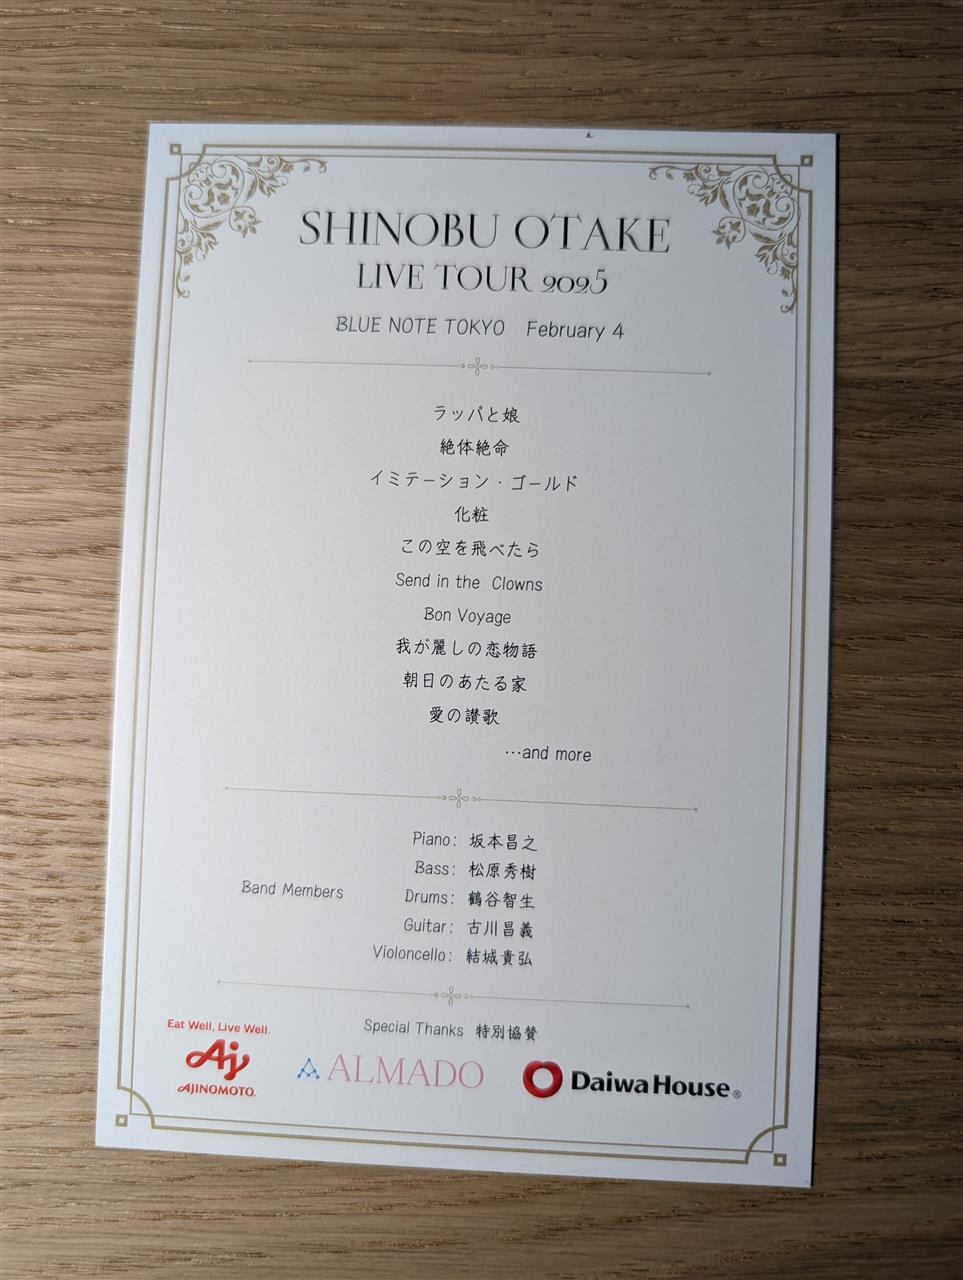 SHINOBU OTAKE
LIVE TOUR 2025
BLUE NOTE TOKYO February 4
ラッパと娘
絶体絶命
イミテーション・ゴールド
化粧
この空を飛べたら
Send in the Clowns
Bon Voyage
我が麗しの恋物語
朝日のあたる家
愛の讃歌
…and more
Band Members
Piano: 坂本昌之
Bass: 松原秀樹
Drums: 鶴谷智生
Guitar: 古川昌義
Violoncello: 結城貴弘
Special Thanks 特別協賛
Eat Well, Live Well.
Aj
AJINOMOTO.
ALMADO
Daiwa House®